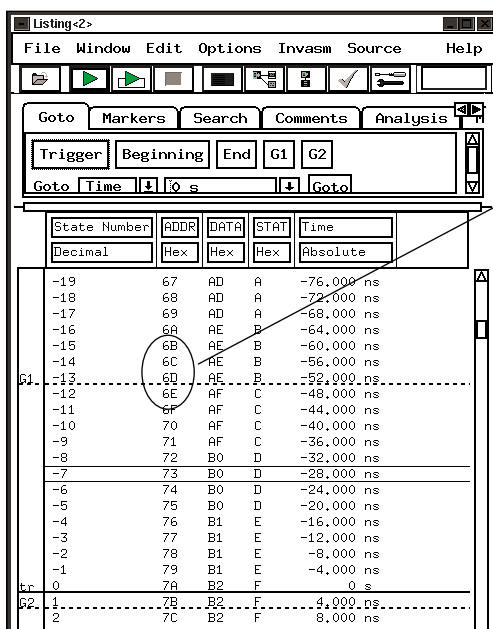 Listing<2>
File Window Edit Options Invasm Source Help
Goto Markers Search Comments Analysis
Trigger Beginning End G1 G2
Goto Time 0 s Goto
State Number ADDR DATA STAT Time
Decimal Hex Hex Hex Absolute
-19 67 AD A -76.000 ns
-18 68 AD A -72.000 ns
-17 69 AD A -68.000 ns
-16 6A AE B -64.000 ns
-15 6B AE B -60.000 ns
-14 6C AE B -56.000 ns
G1 -13 6D AE B -52.000 ns
-12 6E AF C -48.000 ns
-11 6F AF C -44.000 ns
-10 70 AF C -40.000 ns
-9 71 AF C -36.000 ns
-8 72 B0 D -32.000 ns
-7 73 B0 D -28.000 ns
-6 74 B0 D -24.000 ns
-5 75 B0 D -20.000 ns
-4 76 B1 E -16.000 ns
-3 77 B1 E -12.000 ns
-2 78 B1 E -8.000 ns
-1 79 B1 E -4.000 ns
tr 0 7A B2 F 0 s
G2 1 7B B2 F 4.000 ns
2 7C B2 F 8.000 ns